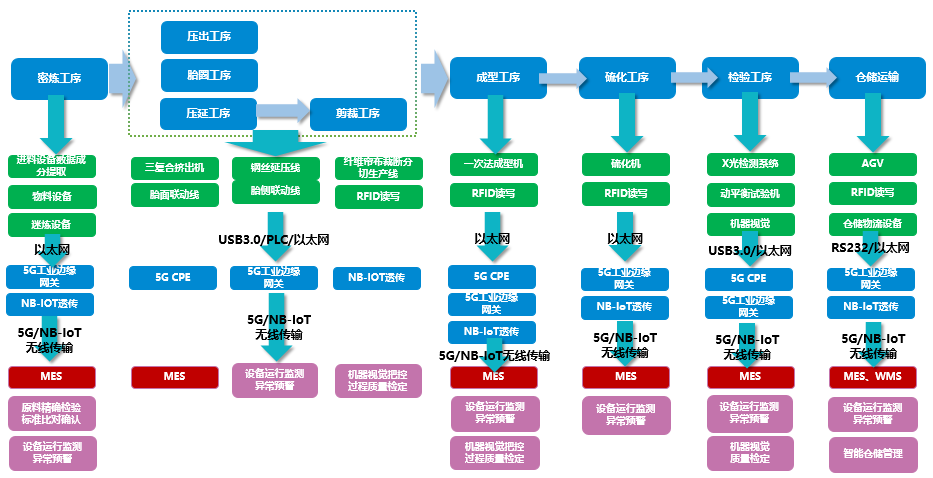 压出工序
密炼工序
胎圈工序
成型工序
硫化工序
检验工序
仓储运输
压延工序
剪裁工序
进料设备数据成
分提取
三复合挤出机
钢丝延压线
纤维帘布裁断分
切生产线
一次法成型机
硫化机
X光检测系统
AGV
物料设备
胎面联动线
胎侧联动线
RFID读写
RFID读写
RFID读写
动平衡试验机
RFID读写
迷炼设备
机器视觉
仓储物流设备
以太网
USB3.0/PLC/以太网
以太网
以太网
USB3.0/以太网
RS232/以太网
5G工业边缘
网关
5G CPE
5G工业边缘
网关
NB-IOT透传
5G CPE
5G工业边缘
网关
5G CPE
5G工业边缘
网关
NB-IOT透传
5G工业边缘
网关
NB-IoT透传
5G工业边缘
网关
NB-IoT透传
NB-IoT透传
5G/NB-IoT
无线传输
5G/NB-IoT
无线传输
5G/NB-IoT无线传输
5G/NB-IoT
无线传输
5G/NB-IoT
无线传输
5G/NB-IoT
无线传输
MES
MES
设备运行监测
异常预警
机器视觉把控
过程质量检定
MES
MES
MES
MES、WMS
原料精确检验
标准比对确认
设备运行监测
异常预警
设备运行监测
异常预警
设备运行监测
异常预警
设备运行监测
异常预警
设备运行监测
异常预警
机器视觉把控
过程质量检定
机器视觉
质量检定
智能仓储管理